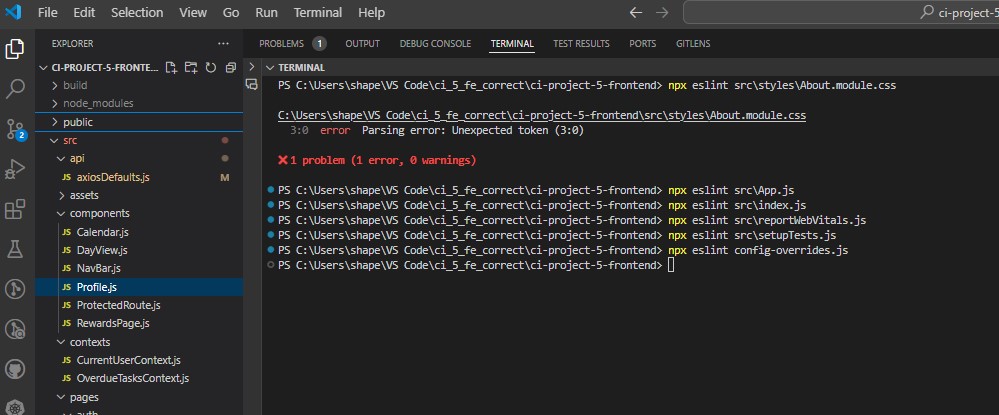 File Edit Selection View Go Run Terminal Help
ci-project-5
EXPLORER
CI-PROJECT-5-FRONTE...
build
node_modules
public
src
api
JS axiosDefaults.js M
assets
components
JS Calendar.js
JS DayView.js
JS NavBar.js
JS Profile.js
JS ProtectedRoute.js
JS RewardsPage.js
contexts
JS CurrentUserContext.js
JS OverdueTasksContext.js
pages
auth
2
PROBLEMS 1 OUTPUT DEBUG CONSOLE TERMINAL TEST RESULTS PORTS GITLENS
TERMINAL
PS C:\Users\shape\VS Code\ci_5_fe_correct\ci-project-5-frontend> npx eslint src\styles\About.module.css
C:\Users\shape\VS Code\ci_5_fe_correct\ci-project-5-frontend\src\styles\About.module.css
3:0 error Parsing error: Unexpected token (3:0)
✖ 1 problem (1 error, 0 warnings)
PS C:\Users\shape\VS Code\ci_5_fe_correct\ci-project-5-frontend> npx eslint src\App.js
PS C:\Users\shape\VS Code\ci_5_fe_correct\ci-project-5-frontend> npx eslint src\index.js
PS C:\Users\shape\VS Code\ci_5_fe_correct\ci-project-5-frontend> npx eslint src\reportWebVitals.js
PS C:\Users\shape\VS Code\ci_5_fe_correct\ci-project-5-frontend> npx eslint src\setupTests.js
PS C:\Users\shape\VS Code\ci_5_fe_correct\ci-project-5-frontend> npx eslint config-overrides.js
PS C:\Users\shape\VS Code\ci_5_fe_correct\ci-project-5-frontend>